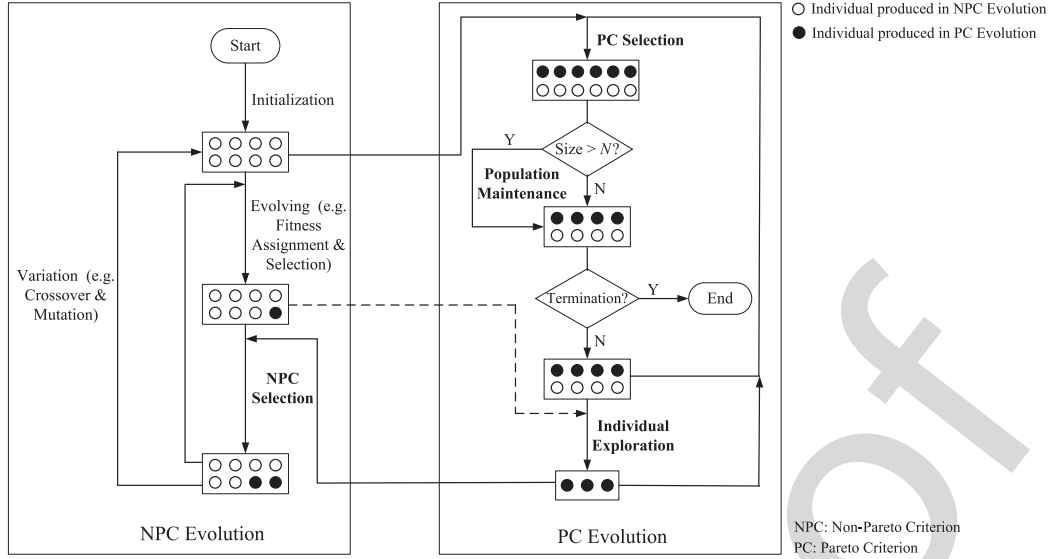 Start
Initialization
Evolving (e.g.
Fitness
Assignment &
Selection)
Variation (e.g.
Crossover &
Mutation)
NPC
Selection
NPC Evolution
PC Selection
Size > N?
Y
N
Population
Maintenance
Termination?
Y
End
N
Individual
Exploration
PC Evolution
Individual produced in NPC Evolution
Individual produced in PC Evolution
NPC: Non-Pareto Criterion
PC: Pareto Criterion
of